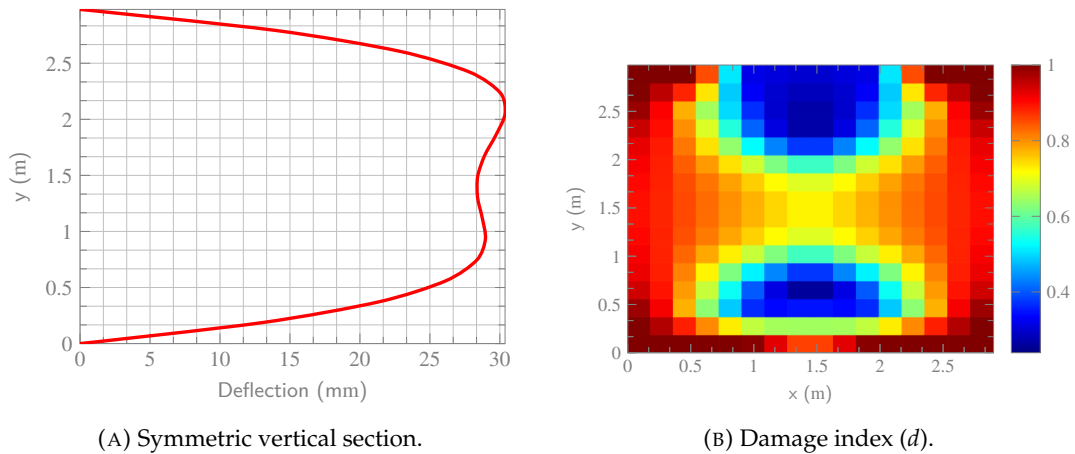 2.5
2
1.5
1
0.5
0
y (m)
0 5 10 15 20 25 30
Deflection (mm)
(A) Symmetric vertical section.
3
2.5
2
1.5
1
0.5
0
y (m)
0 0.5 1 1.5 2 2.5
x (m)
1
0.8
0.6
0.4
(B) Damage index (d).